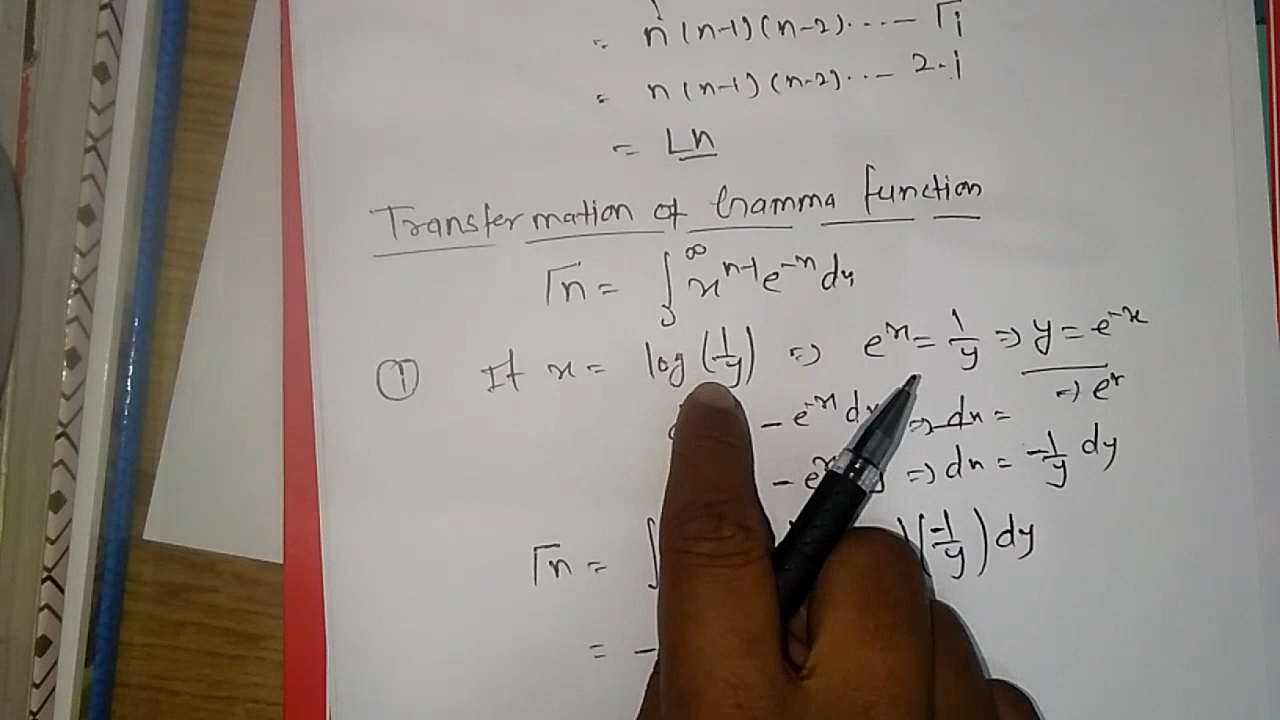 = n(n-1)(n-2)....- Γ1
= n(n-1)(n-2)...- 2.1
= Ln
Transformation of Gamma function
Γn = ∫₀^∞ x^{n-1} e^{-x} dx
① If x = log(1/y) => e^x = 1/y => y = e^{-x}
- e^{-x} dx => dx = => e^x
- e^x => dx = -1/y dy
Γn = ∫ )(-1/y) dy
= -